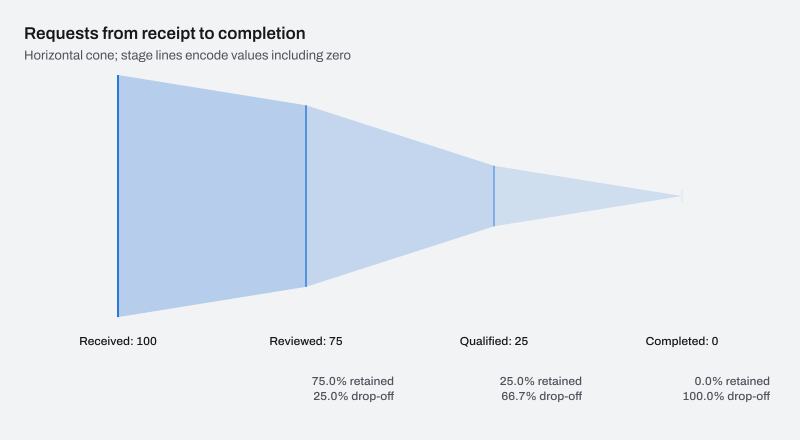 Requests from receipt to completion
Horizontal cone; stage lines encode values including zero
Received: 100
Reviewed: 75
Qualified: 25
Completed: 0
75.0% retained
25.0% drop-off
25.0% retained
66.7% drop-off
0.0% retained
100.0% drop-off